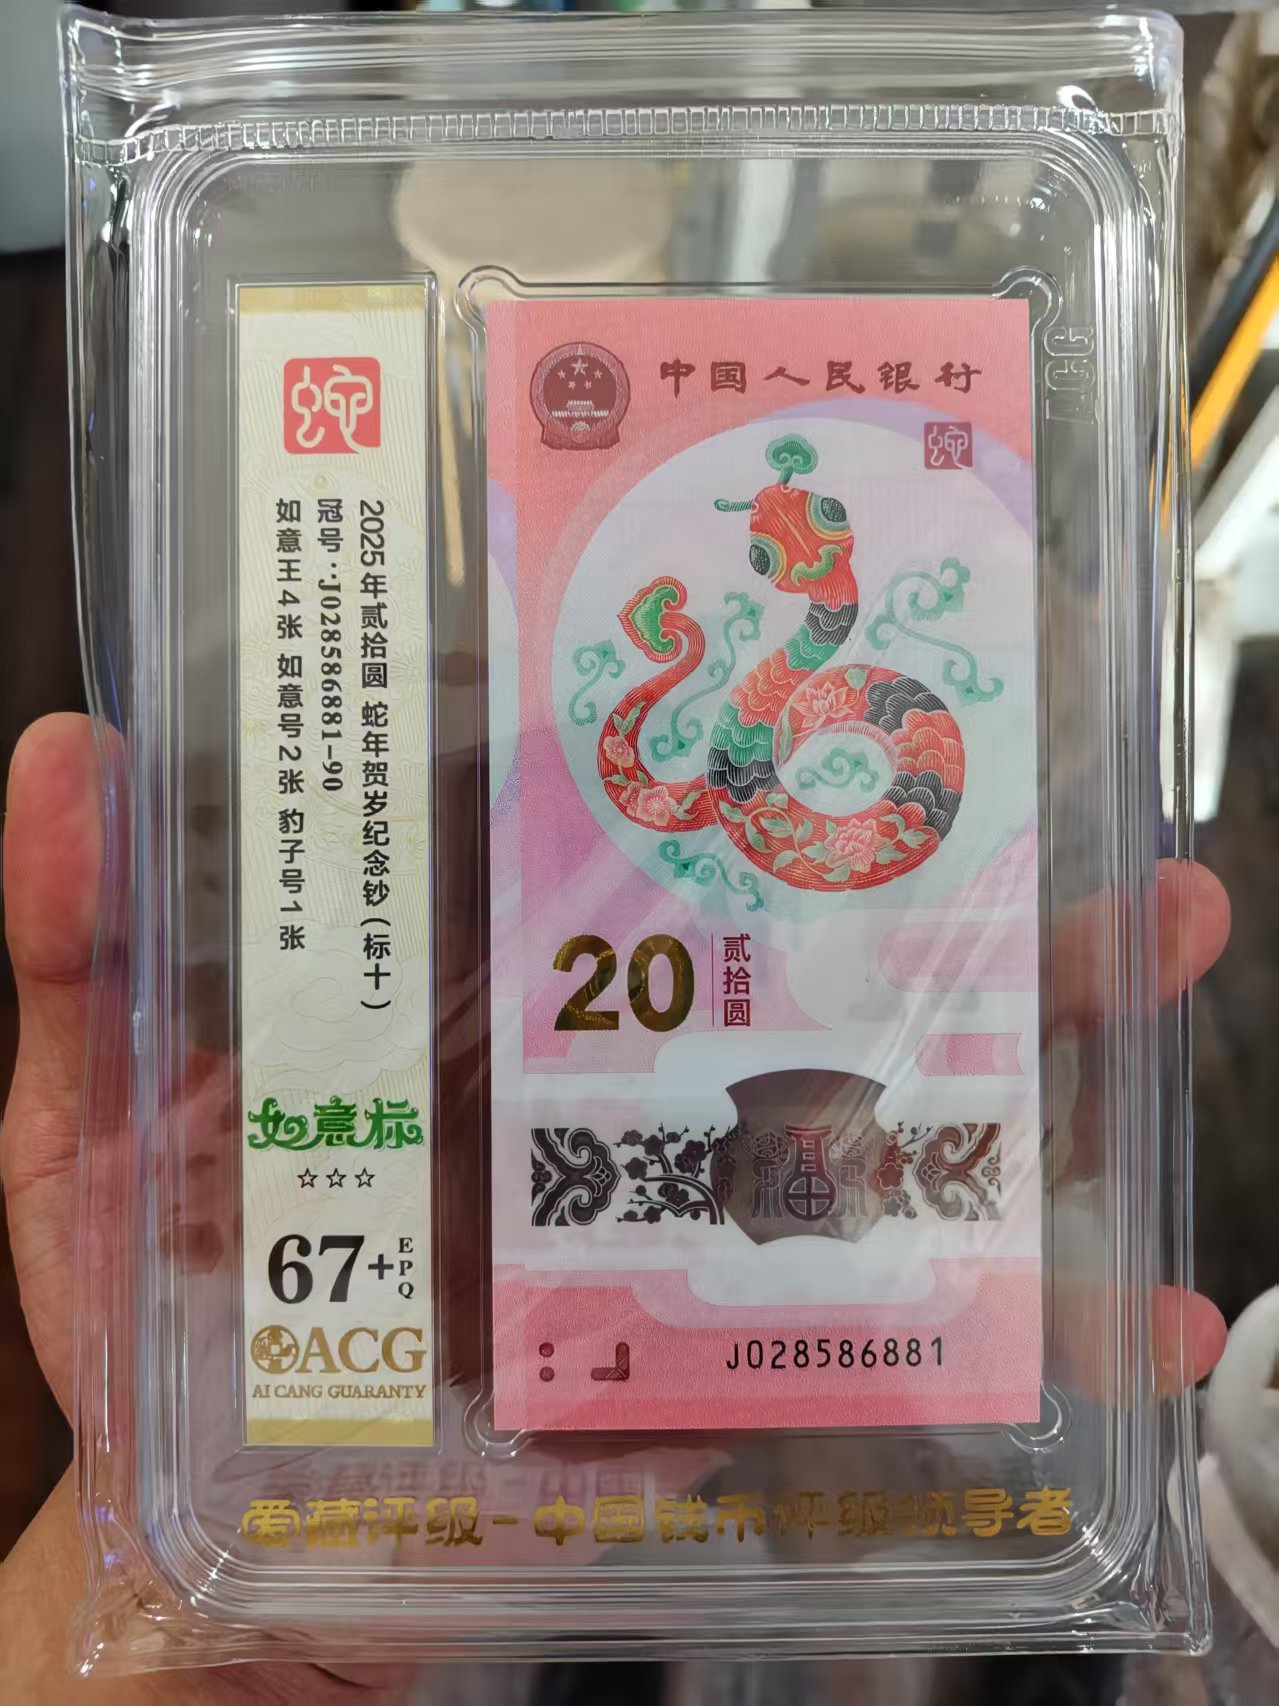 蛇
2025年贰拾圆 蛇年贺岁纪念钞(标十)
冠号:J028586881-90
如意王4张 如意号2张 豹子号1张
如意标
☆☆☆
67+EPQ
ACG
AI CANG GUARANTY
中国人民银行
蛇
20
贰拾圆
J028586881
ACG
爱藏评级-中国钱币评级领导者